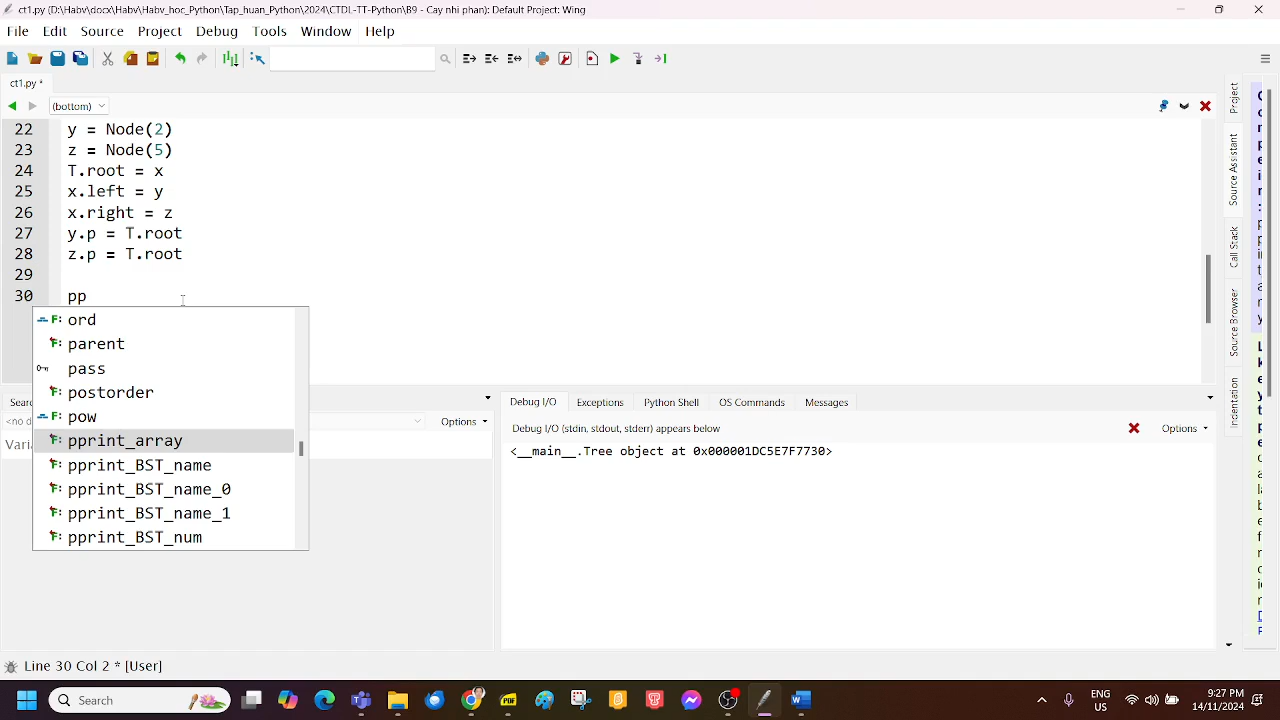 ct1.py (D:\Habv\docx\Habv\Habv_hoc_Python\Tap_huan_Python\2024\CTDL-TT-Python\B9 - Cay nhi phan): Default Project: Wing
File Edit Source Project Debug Tools Window Help
ct1.py *
(bottom)
22 y = Node(2)
23 z = Node(5)
24 T.root = x
25 x.left = y
26 x.right = z
27 y.p = T.root
28 z.p = T.root
29
30 pp
F: ord
F: parent
pass
F: postorder
F: pow
F: pprint_array
F: pprint_BST_name
F: pprint_BST_name_0
F: pprint_BST_name_1
F: pprint_BST_num
Project
Source Assistant
Call Stack
Source Browser
Indentation
Options
Debug I/O Exceptions Python Shell OS Commands Messages
Debug I/O (stdin, stdout, stderr) appears below Options
<__main__.Tree object at 0x000001DC5E7F7730>
Line 30 Col 2 * [User]
Search
PDF
ENG
US
9:27 PM
14/11/2024